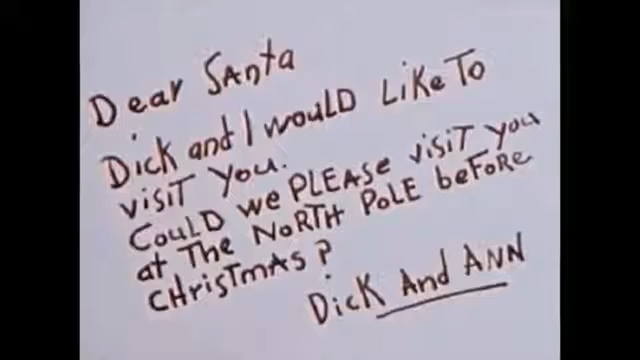 Dear SAnta
Dick and I wouLD Like To
visiT You.
CouLD we PLEAse visiT you
at The NoRTH PoLE beFoRe
CHrisTmAs?
Dick And ANN